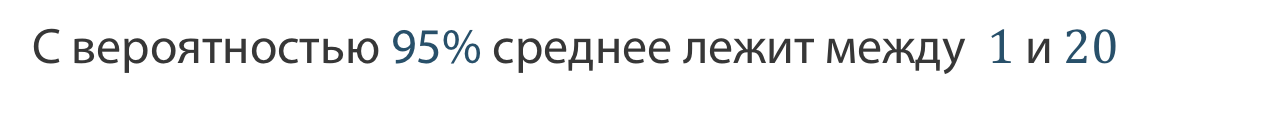 С вероятностью 95% среднее лежит между 1 и 20